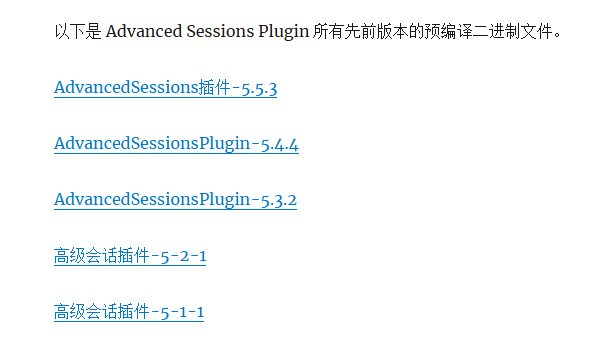 以下是 Advanced Sessions Plugin 所有先前版本的预编译二进制文件。
AdvancedSessions插件-5.5.3
AdvancedSessionsPlugin-5.4.4
AdvancedSessionsPlugin-5.3.2
高级会话插件-5-2-1
高级会话插件-5-1-1